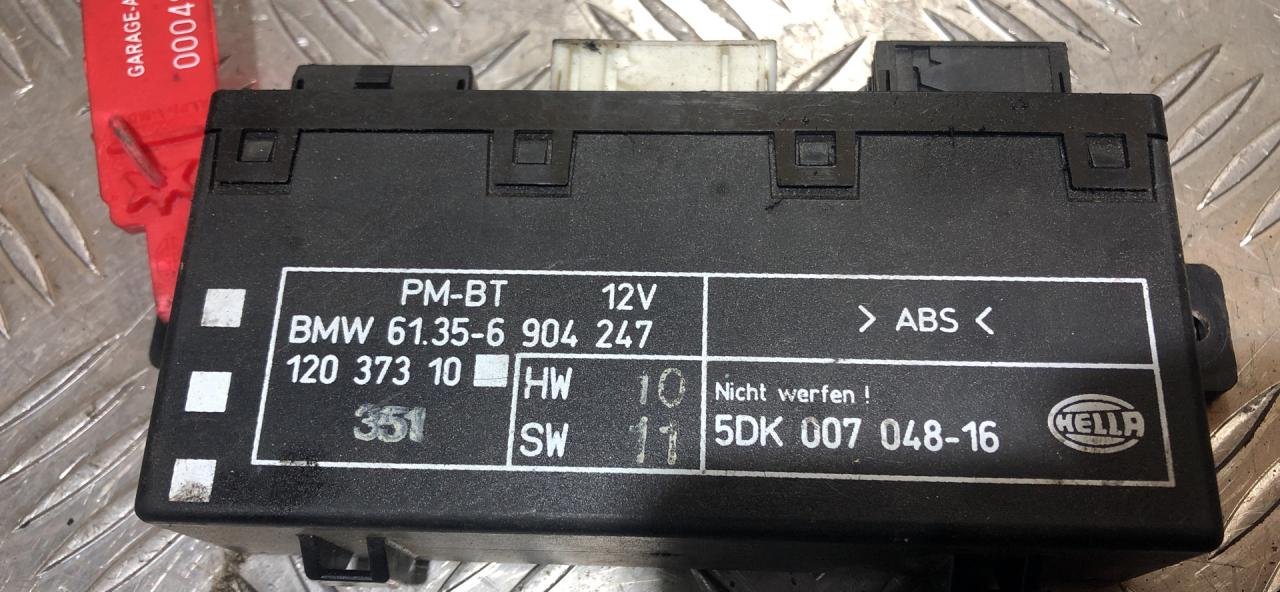 GARAGE-A
0004
PM-BT 12V
BMW 61.35-6 904 247
120 373 10
351
HW 10
SW 11
> ABS <
Nicht werfen !
5DK 007 048-16
HELLA